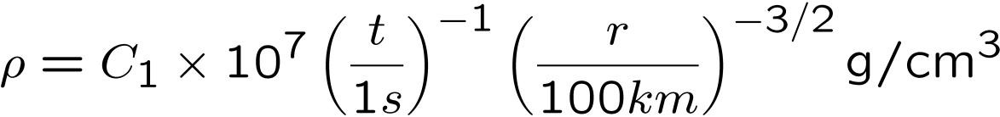 ρ = C₁ × 10⁷ (t/1s)⁻¹ (r/100km)⁻³/² g/cm³